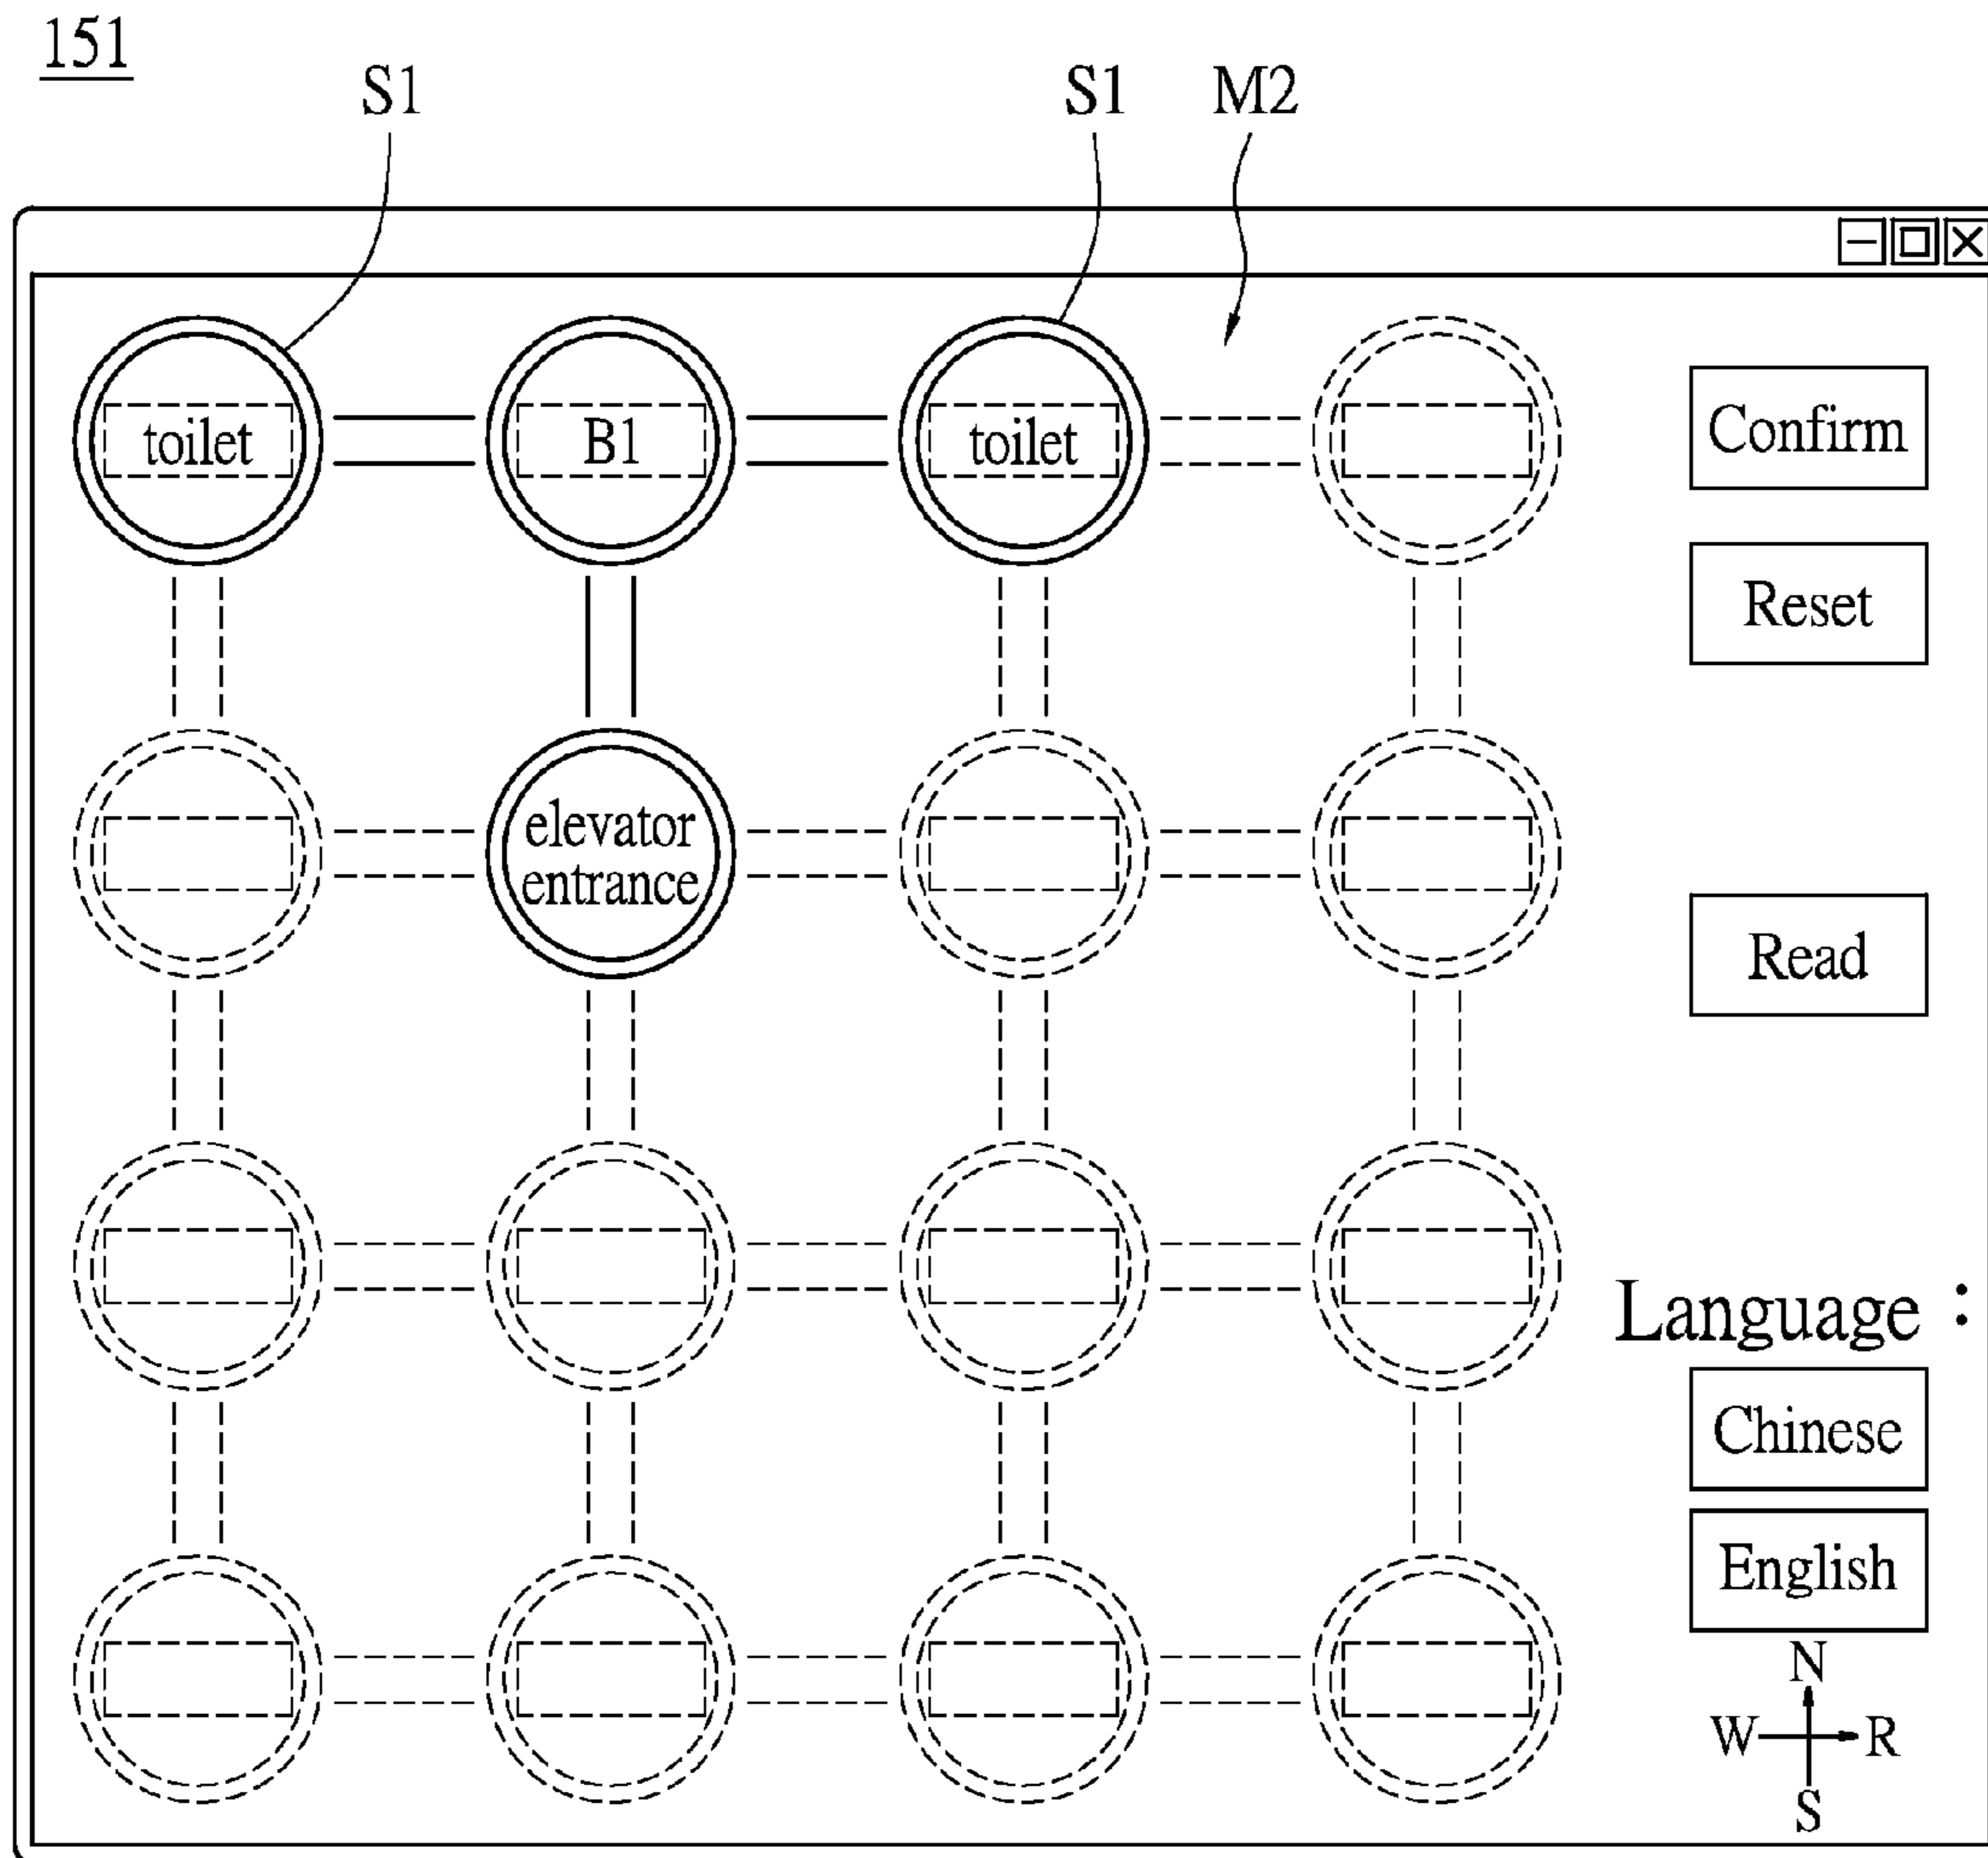 151
S1
S1
M2
toilet
B1
toilet
Confirm
Reset
elevator
entrance
Read
Language :
Chinese
English
N
W
R
S